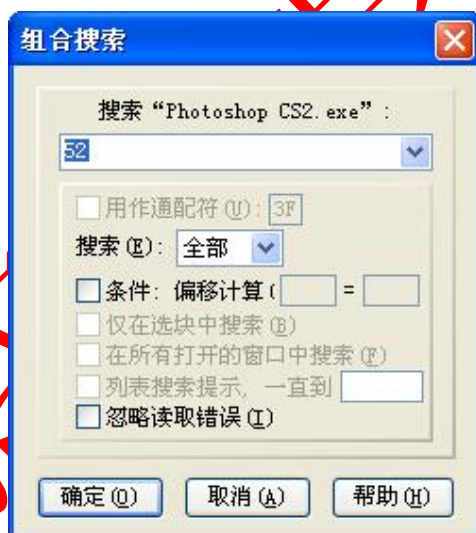 组合搜索
搜索“Photoshop CS2.exe”:
52
用作通配符(U): 3F
搜索(E): 全部
条件: 偏移计算( =
仅在选块中搜索(B)
在所有打开的窗口中搜索(F)
列表搜索提示, 一直到
忽略读取错误(I)
确定(O) 取消(A) 帮助(H)